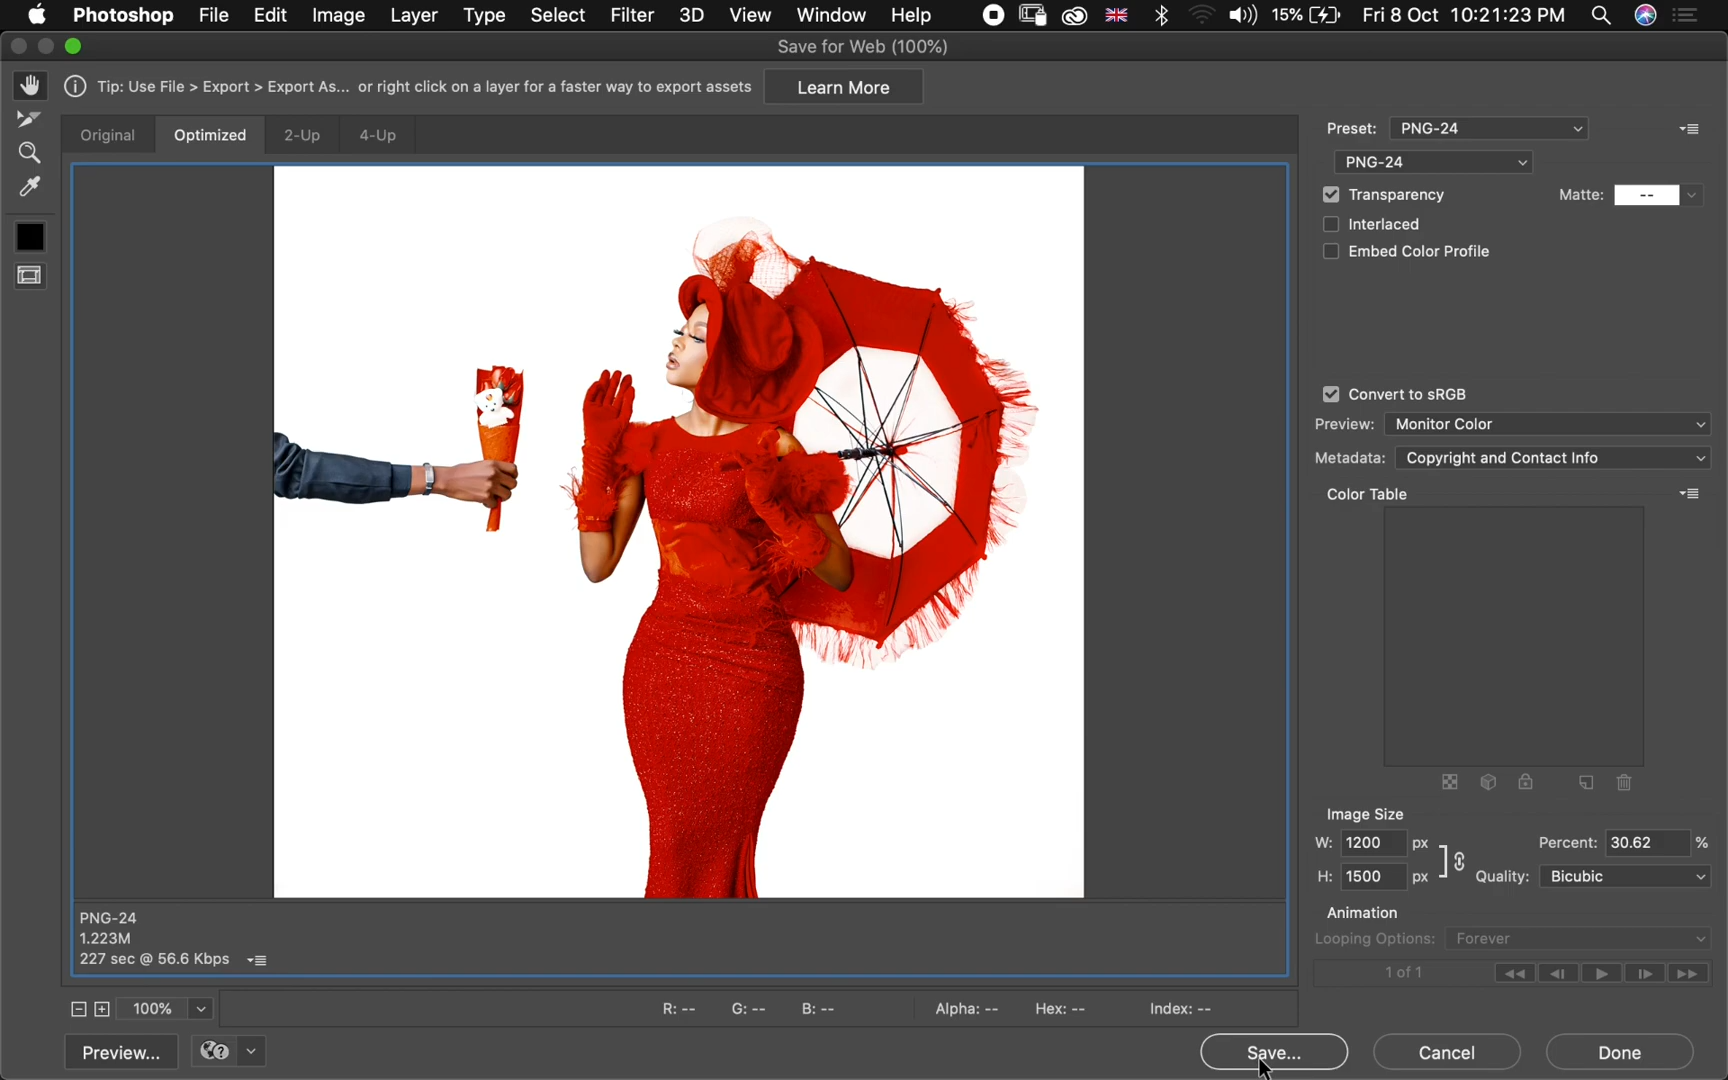 Photoshop File Edit Image Layer Type Select Filter 3D View Window Help 15% Fri 8 Oct 10:21:23 PM
Save for Web (100%)
Tip: Use File > Export > Export As... or right click on a layer for a faster way to export assets Learn More
Original Optimized 2-Up 4-Up
Preset: PNG-24
PNG-24
Transparency Matte: --
Interlaced
Embed Color Profile
Convert to sRGB
Preview: Monitor Color
Metadata: Copyright and Contact Info
Color Table
Image Size
W: 1200 px Percent: 30.62 %
H: 1500 px Quality: Bicubic
Animation
Looping Options: Forever
1 of 1
PNG-24
1.223M
227 sec @ 56.6 Kbps
100% R: -- G: -- B: -- Alpha: -- Hex: -- Index: --
Preview... Save... Cancel Done